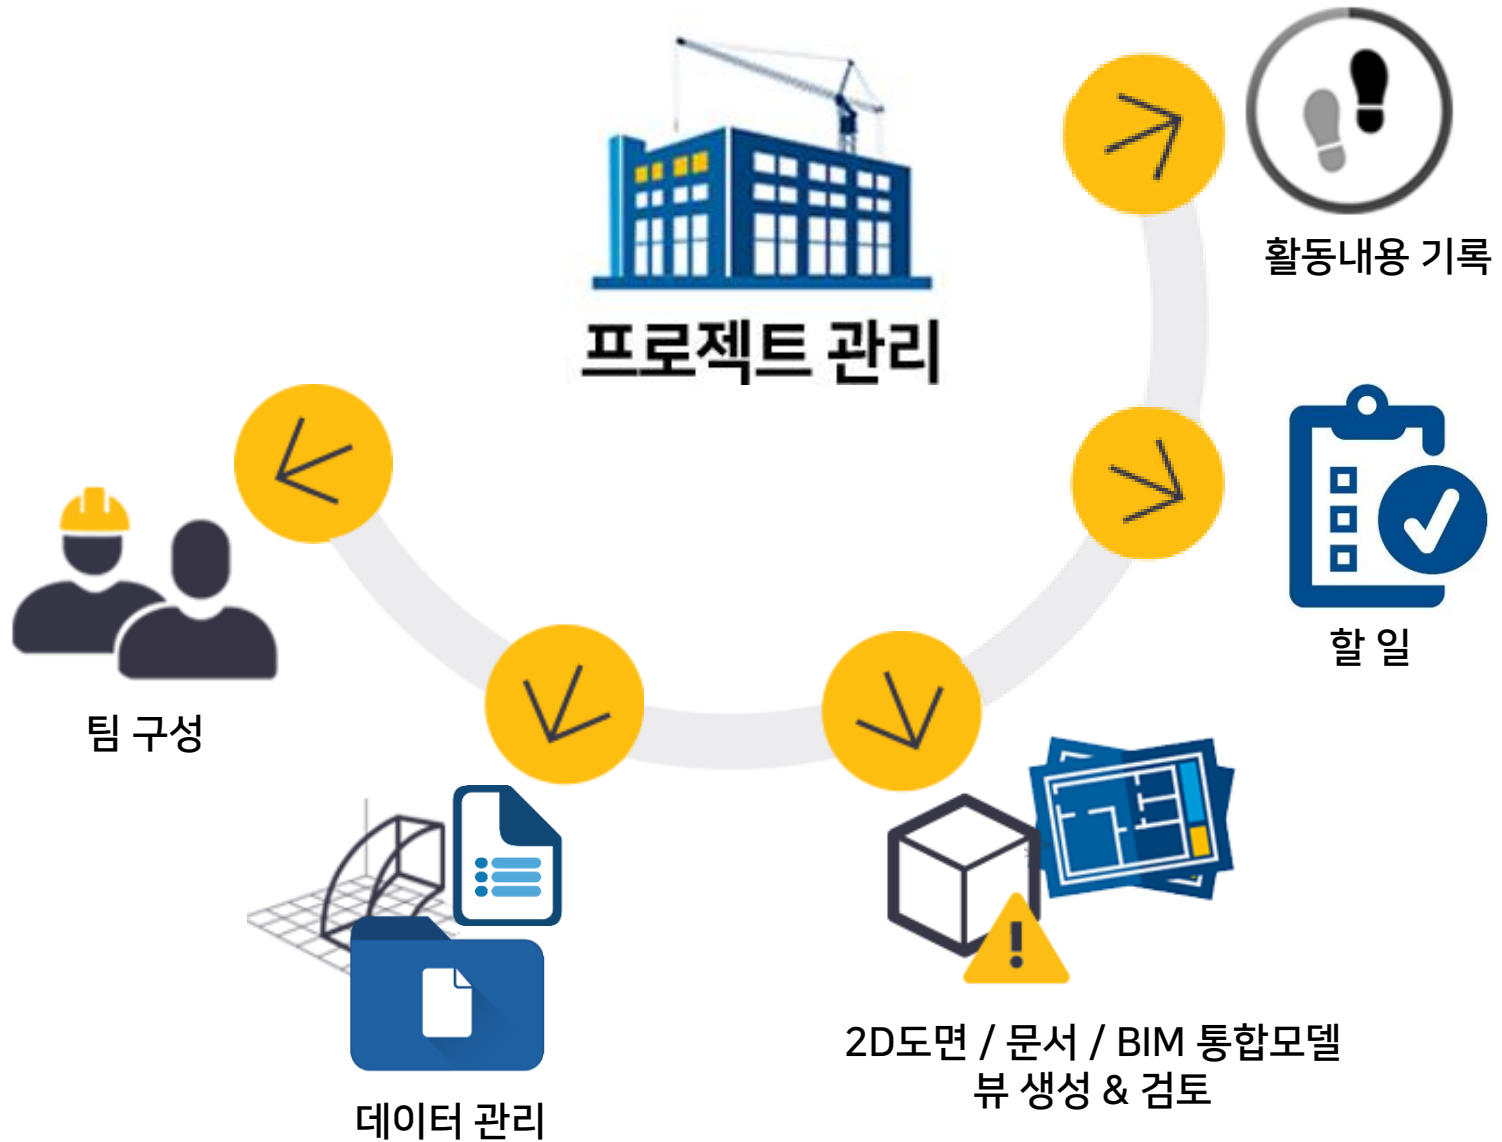 프로젝트 관리
활동내용 기록
할 일
팀 구성
2D도면 / 문서 / BIM 통합모델
뷰 생성 & 검토
데이터 관리